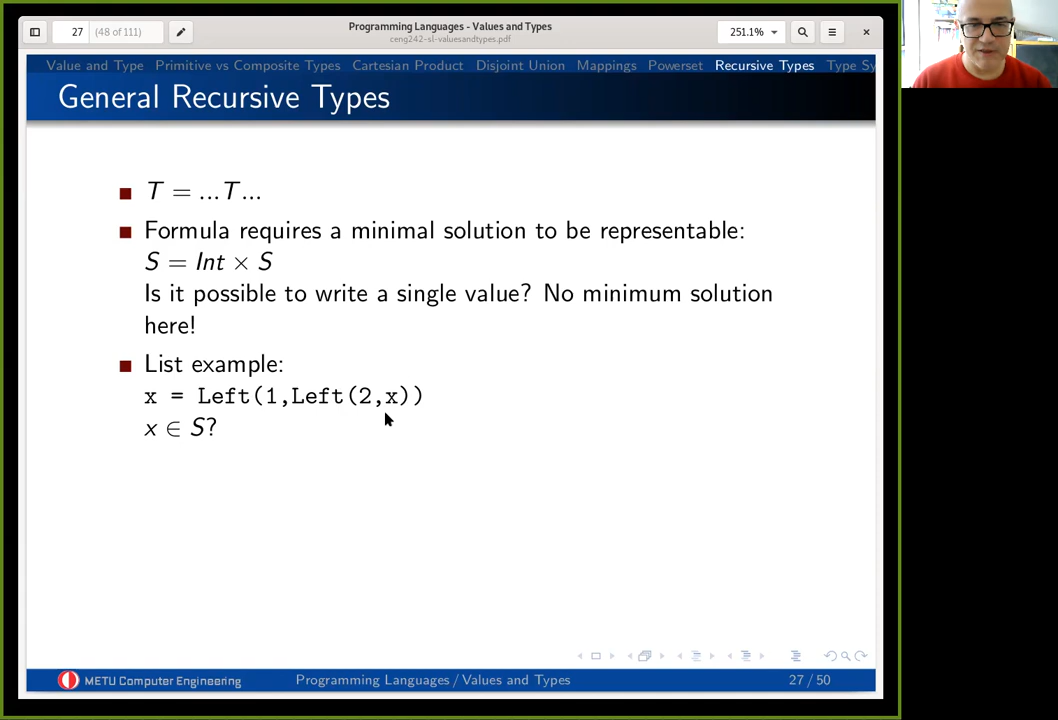 27 (48 of 111)
Programming Languages - Values and Types
ceng242-sl-valuesandtypes.pdf
251.1%
Value and Type Primitive vs Composite Types Cartesian Product Disjoint Union Mappings Powerset Recursive Types Type Sy
General Recursive Types
T = ...T...
Formula requires a minimal solution to be representable:
S = Int × S
Is it possible to write a single value? No minimum solution
here!
List example:
x = Left(1,Left(2,x))
x ∈ S?
METU Computer Engineering
Programming Languages / Values and Types
27 / 50